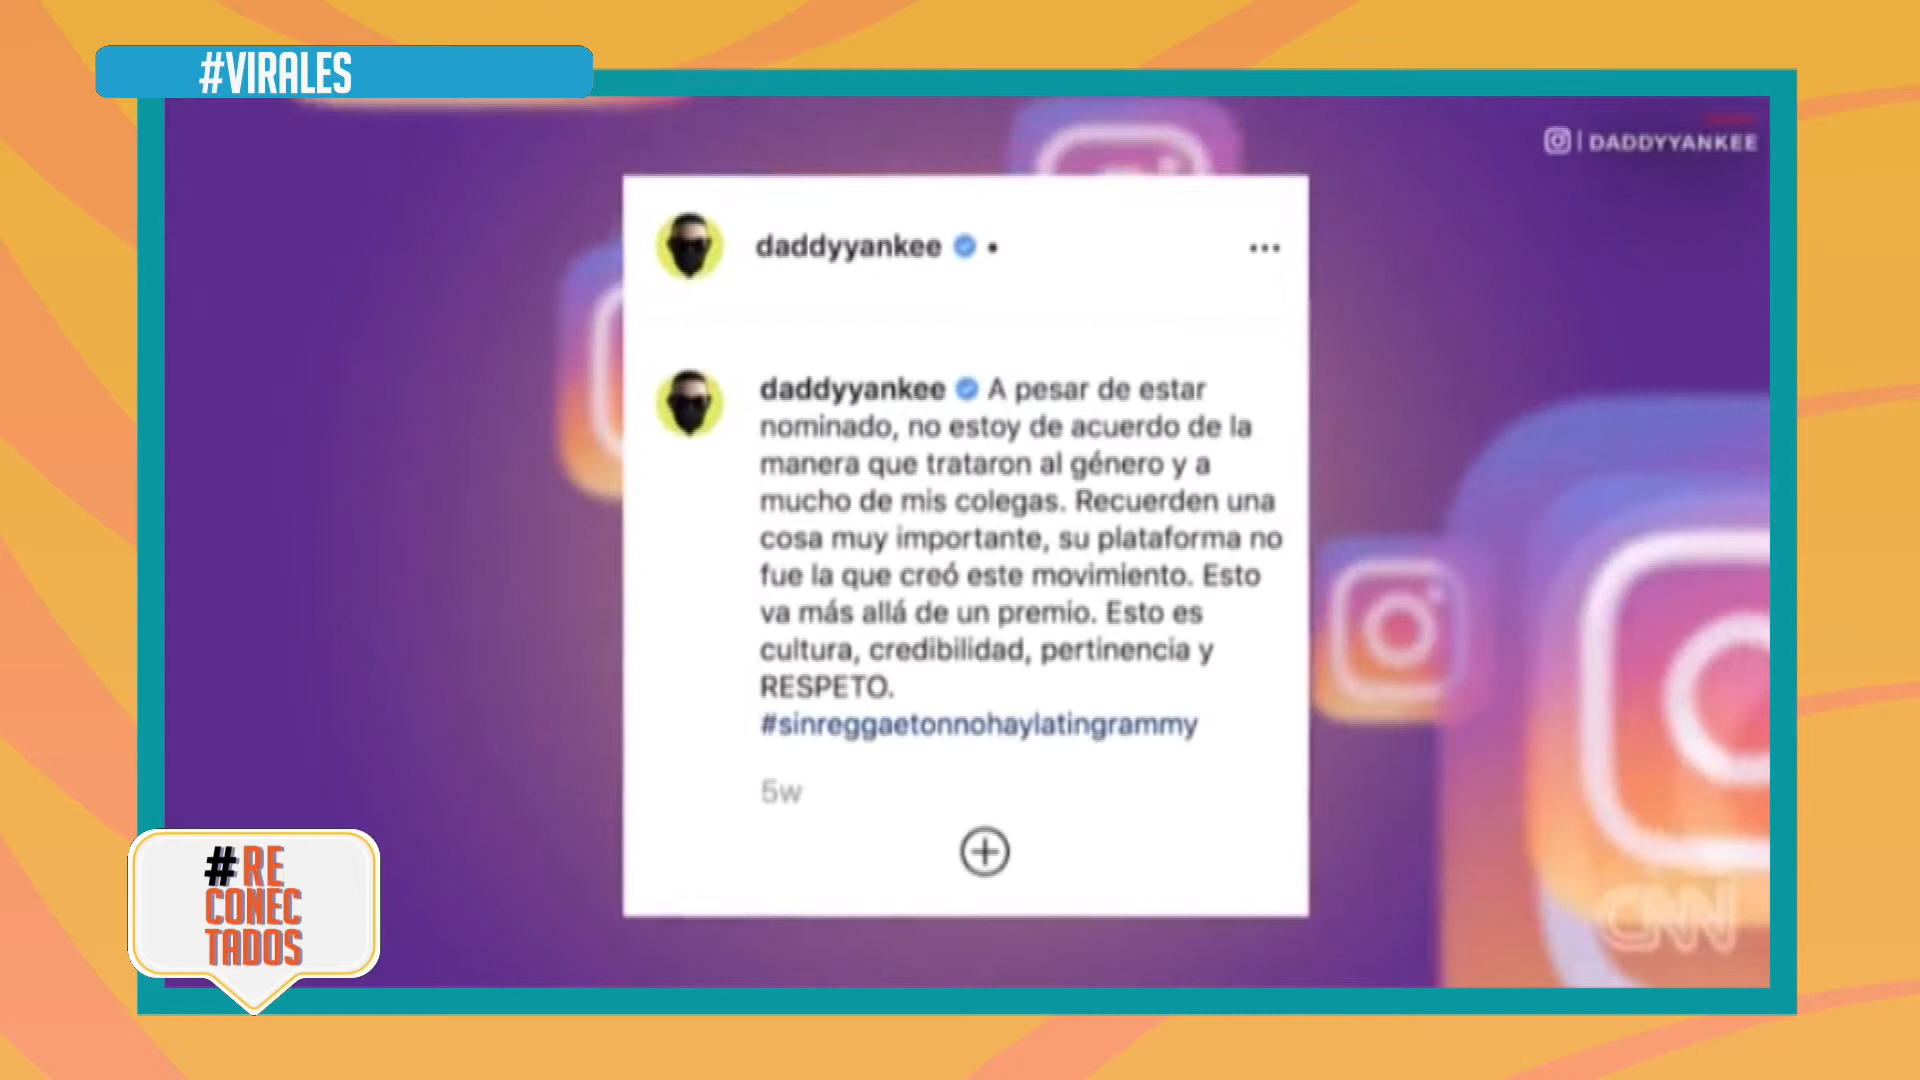 #VIRALES
DADDYYANKEE
daddyyankee •
daddyyankee A pesar de estar
nominado, no estoy de acuerdo de la
manera que trataron al género y a
mucho de mis colegas. Recuerden una
cosa muy importante, su plataforma no
fue la que creó este movimiento. Esto
va más allá de un premio. Esto es
cultura, credibilidad, pertinencia y
RESPETO.
#sinreggaetonnohaylatingrammy
5w
#RE
CONEC
TADOS
CNN